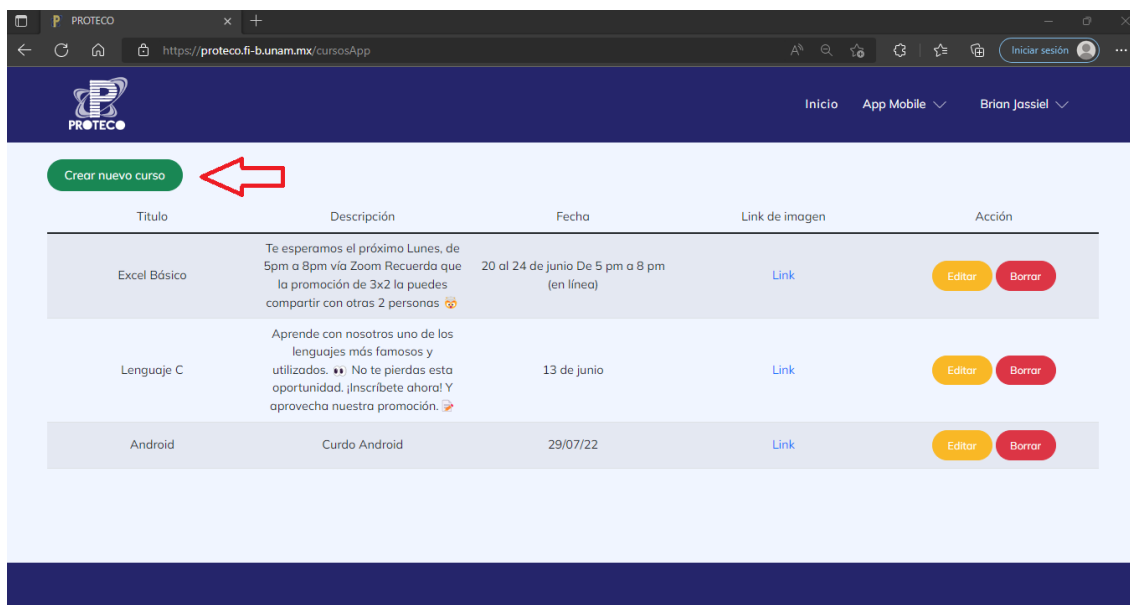 PROTECO
https://proteco.fi-b.unam.mx/cursosApp
Iniciar sesión
PROTECO
Inicio
App Mobile
Brian Jassiel
Crear nuevo curso
Titulo
Descripción
Fecha
Link de imagen
Acción
Excel Básico
Te esperamos el próximo Lunes, de
5pm a 8pm vía Zoom Recuerda que
la promoción de 3x2 la puedes
compartir con otras 2 personas 🤯
20 al 24 de junio De 5 pm a 8 pm
(en línea)
Link
Editar
Borrar
Lenguaje C
Aprende con nosotros uno de los
lenguajes más famosos y
utilizados. 👀 No te pierdas esta
oportunidad. ¡Inscríbete ahora! Y
aprovecha nuestra promoción. 📝
13 de junio
Link
Editar
Borrar
Android
Curdo Android
29/07/22
Link
Editar
Borrar